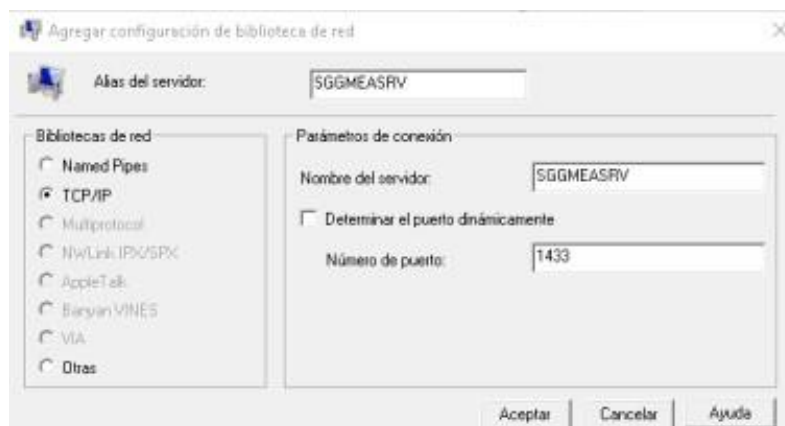 Agregar configuración de biblioteca de red
Alias del servidor:
SGGMEASRV
Bibliotecas de red
Named Pipes
TCP/IP
Multiprotocol
NWLink IPX/SPX
AppleTalk
Banyan VINES
VIA
Otras
Parámetros de conexión
Nombre del servidor:
SGGMEASRV
Determinar el puerto dinámicamente
Número de puerto:
1433
Aceptar
Cancelar
Ayuda